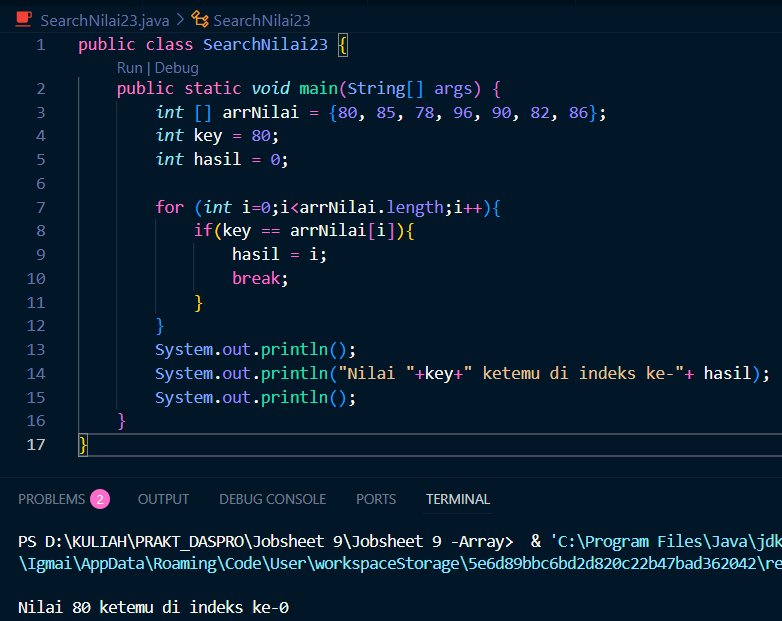 SearchNilai23.java > SearchNilai23
1 public class SearchNilai23 {
Run | Debug
2 public static void main(String[] args) {
3 int [] arrNilai = {80, 85, 78, 96, 90, 82, 86};
4 int key = 80;
5 int hasil = 0;
6
7 for (int i=0;i<arrNilai.length;i++){
8 if(key == arrNilai[i]){
9 hasil = i;
10 break;
11 }
12 }
13 System.out.println();
14 System.out.println("Nilai "+key+" ketemu di indeks ke-"+ hasil);
15 System.out.println();
16 }
17 }
PROBLEMS 2 OUTPUT DEBUG CONSOLE PORTS TERMINAL
PS D:\KULIAH\PRAKT_DASPRO\Jobsheet 9\Jobsheet 9 -Array> & 'C:\Program Files\Java\jdk
\Igmai\AppData\Roaming\Code\User\workspaceStorage\5e6d89bbc6bd2d820c22b47bad362042\re
Nilai 80 ketemu di indeks ke-0